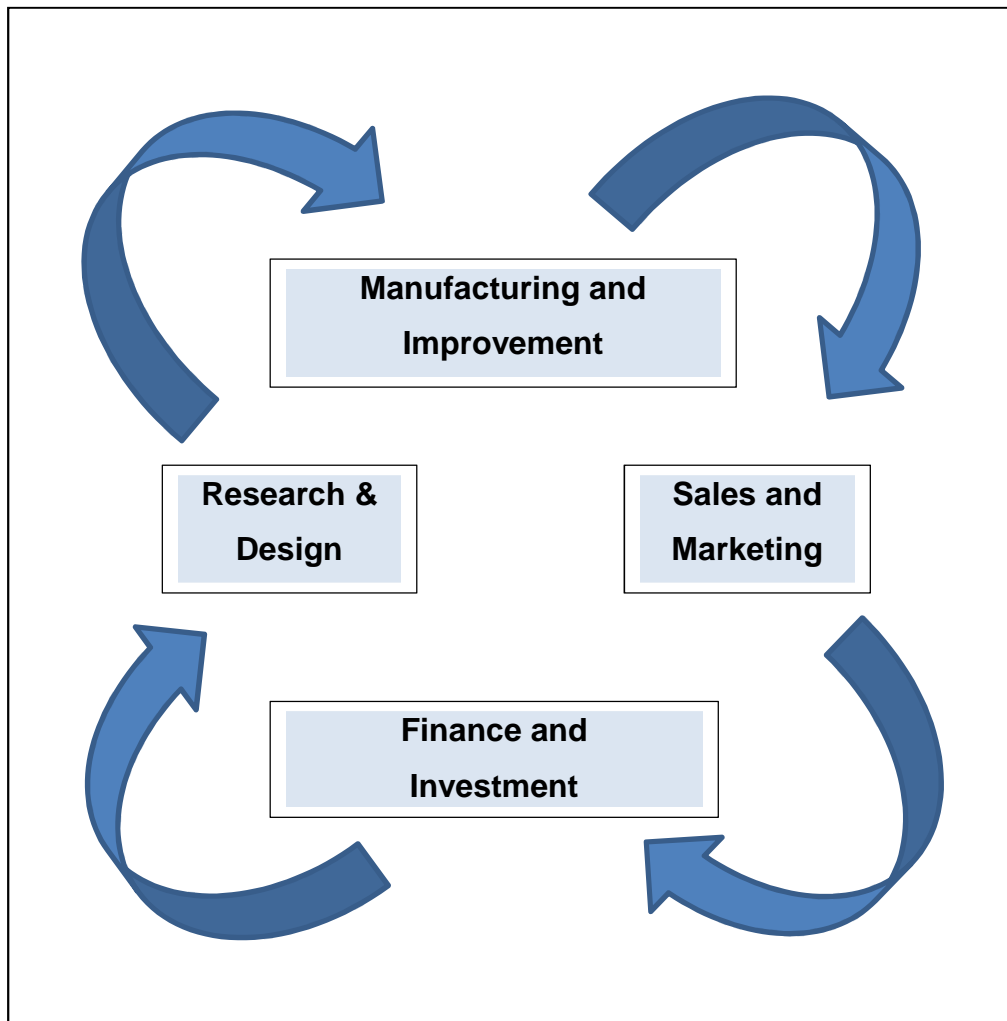 Manufacturing and
Improvement
Research &
Design
Sales and
Marketing
Finance and
Investment